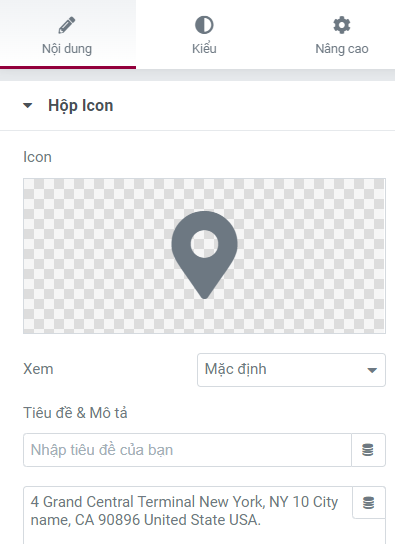 Nội dung
Kiểu
Nâng cao
Hộp Icon
Icon
Xem
Mặc định
Tiêu đề & Mô tả
Nhập tiêu đề của bạn
4 Grand Central Terminal New York, NY 10 City
name, CA 90896 United State USA.